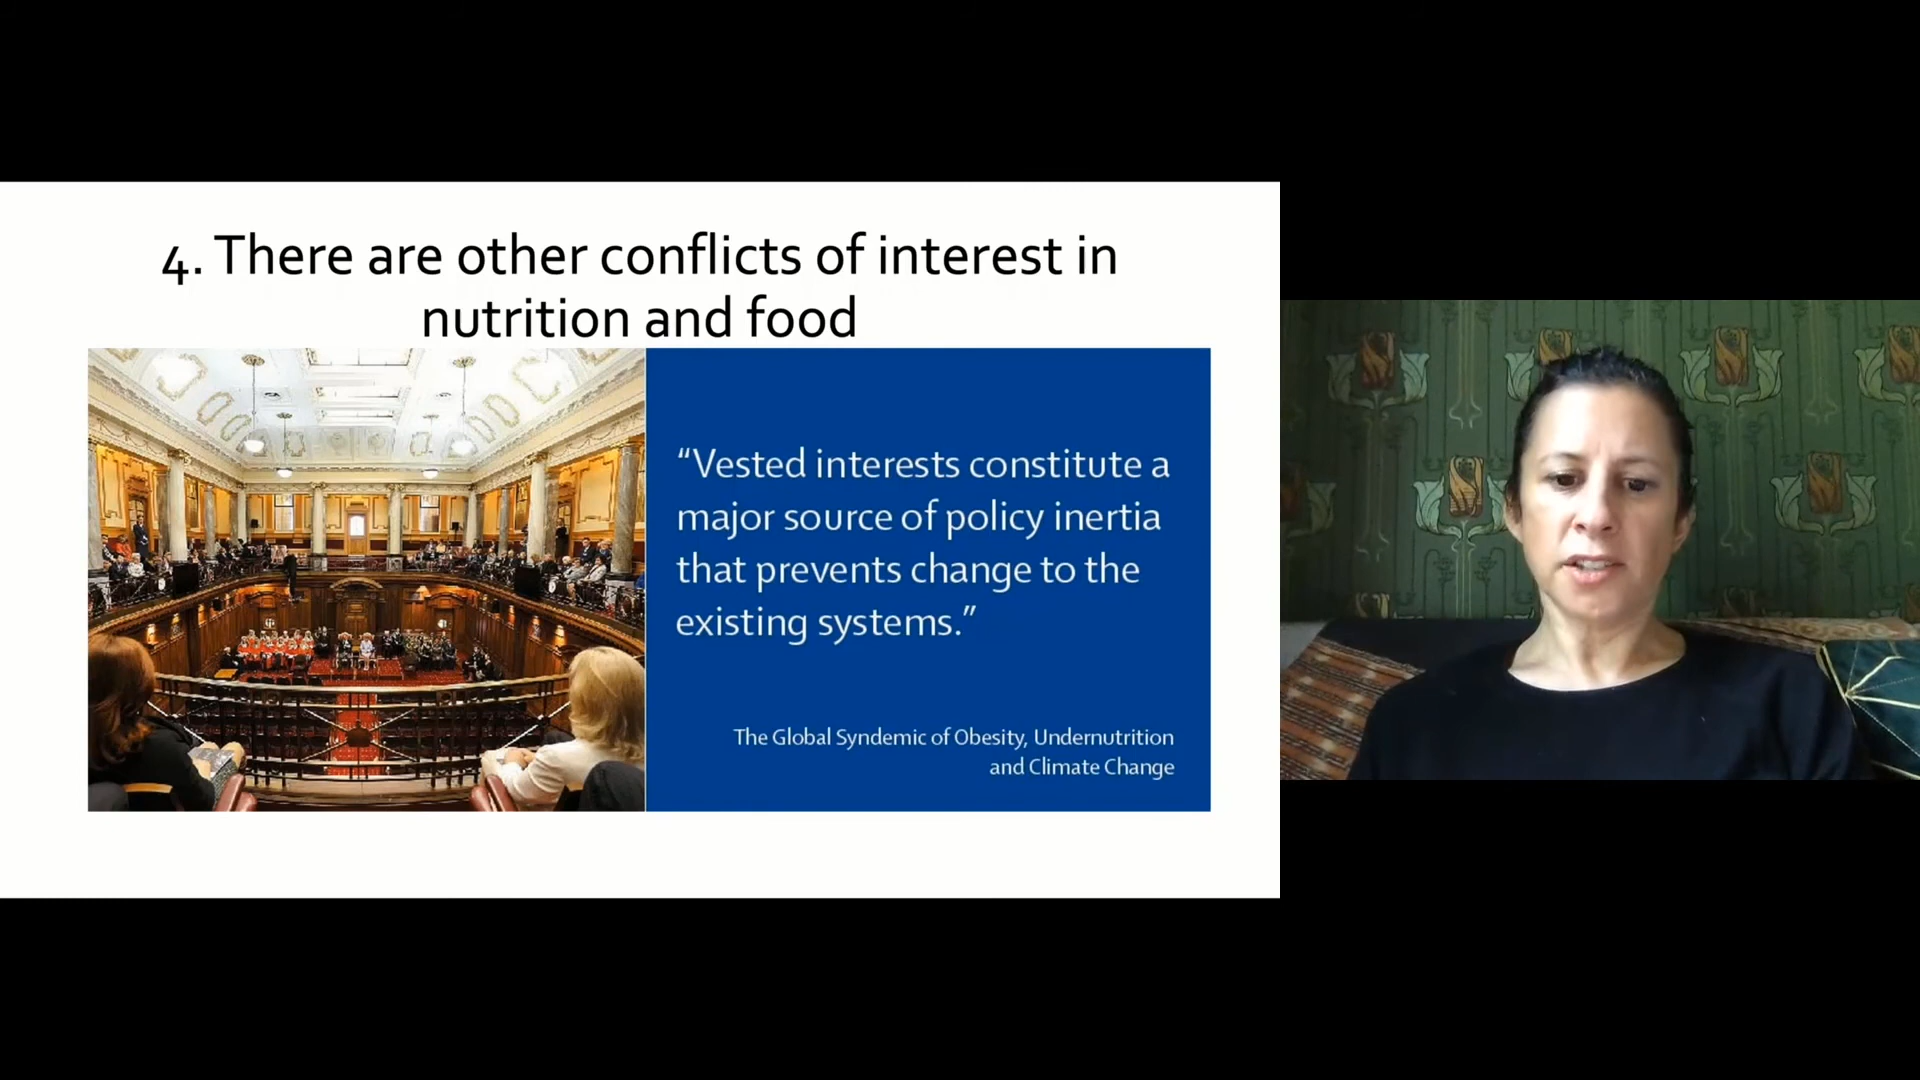 4. There are other conflicts of interest in
nutrition and food
“Vested interests constitute a
major source of policy inertia
that prevents change to the
existing systems.”
The Global Syndemic of Obesity, Undernutrition
and Climate Change